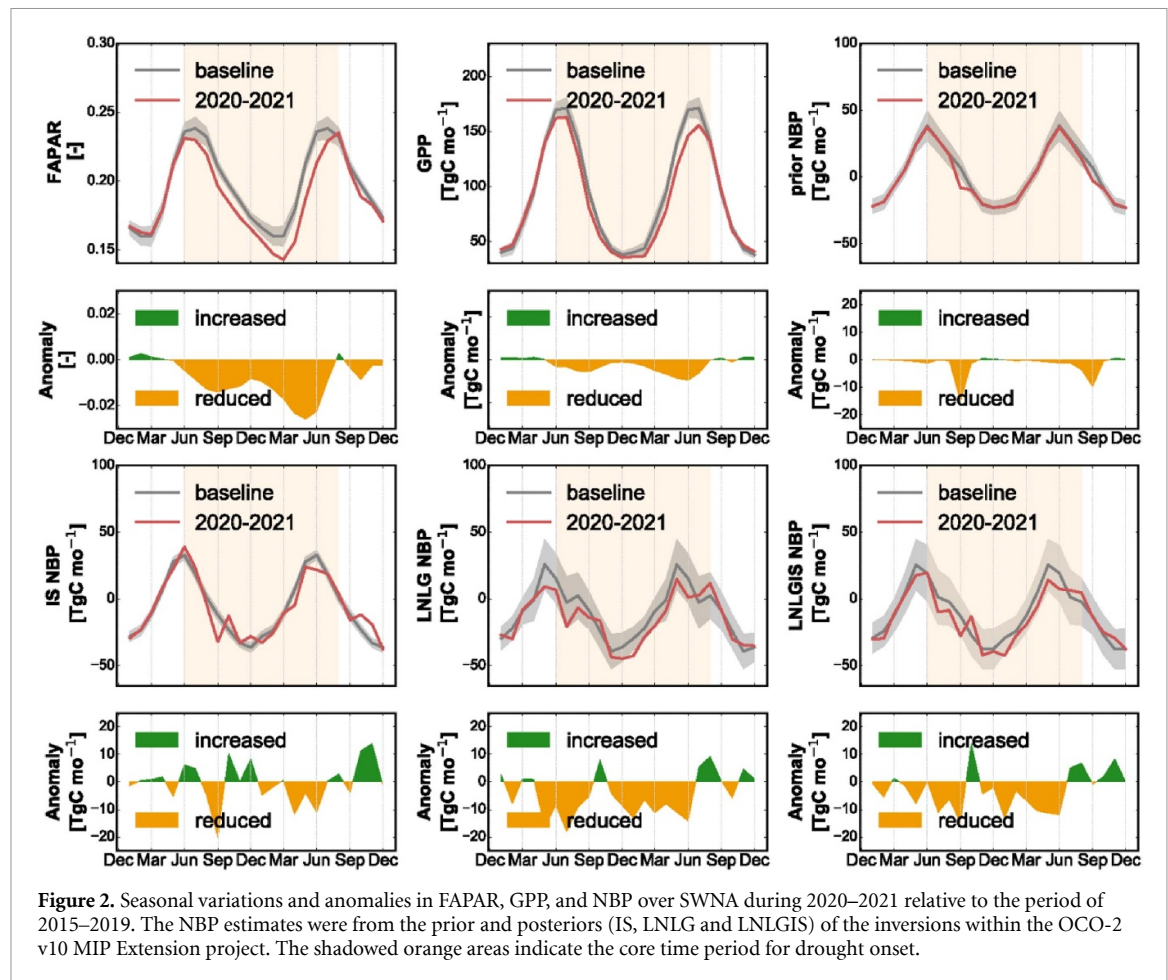 0.30
0.25
0.20
0.15
FAPAR
[-]
baseline
2020-2021
200
150
100
50
GPP
[TgC mo⁻¹]
baseline
2020-2021
100
50
0
−50
prior NBP
[TgC mo⁻¹]
baseline
2020-2021
0.02
0.00
−0.02
Anomaly
[-]
increased
reduced
Dec Mar Jun Sep Dec Mar Jun Sep Dec
Anomaly
[TgC mo⁻¹]
increased
reduced
Dec Mar Jun Sep Dec Mar Jun Sep Dec
20
10
0
−10
−20
Anomaly
[TgC mo⁻¹]
increased
reduced
Dec Mar Jun Sep Dec Mar Jun Sep Dec
100
50
0
−50
IS NBP
[TgC mo⁻¹]
baseline
2020-2021
100
50
0
−50
LNLG NBP
[TgC mo⁻¹]
baseline
2020-2021
100
50
0
−50
LNLGIS NBP
[TgC mo⁻¹]
baseline
2020-2021
20
10
0
−10
−20
Anomaly
[TgC mo⁻¹]
increased
reduced
Dec Mar Jun Sep Dec Mar Jun Sep Dec
20
10
0
−10
−20
Anomaly
[TgC mo⁻¹]
increased
reduced
Dec Mar Jun Sep Dec Mar Jun Sep Dec
20
10
0
−10
−20
Anomaly
[TgC mo⁻¹]
increased
reduced
Dec Mar Jun Sep Dec Mar Jun Sep Dec
Figure 2. Seasonal variations and anomalies in FAPAR, GPP, and NBP over SWNA during 2020–2021 relative to the period of
2015–2019. The NBP estimates were from the prior and posteriors (IS, LNLG and LNLGIS) of the inversions within the OCO-2
v10 MIP Extension project. The shadowed orange areas indicate the core time period for drought onset.